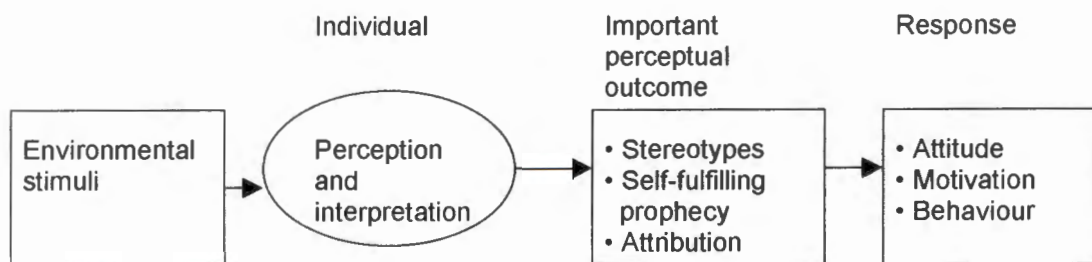 Individual
Important
perceptual
outcome
Response
Environmental
stimuli
Perception
and
interpretation
• Stereotypes
• Self-fulfilling
prophecy
• Attribution
• Attitude
• Motivation
• Behaviour